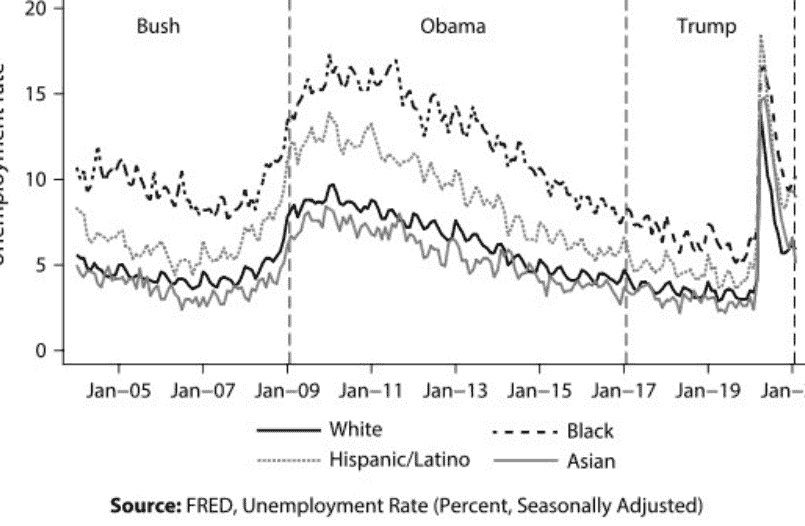 20
Bush
Obama
Trump
15
10
5
0
Jan–05 Jan–07 Jan–09 Jan–11 Jan–13 Jan–15 Jan–17 Jan–19
White
Black
Hispanic/Latino
Asian
Source: FRED, Unemployment Rate (Percent, Seasonally Adjusted)